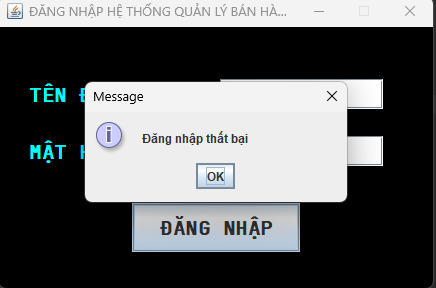 ĐĂNG NHẬP HỆ THỐNG QUẢN LÝ BÁN HÀ...
TÊN
Message
Đăng nhập thất bại
MẬT
OK
ĐĂNG NHẬP